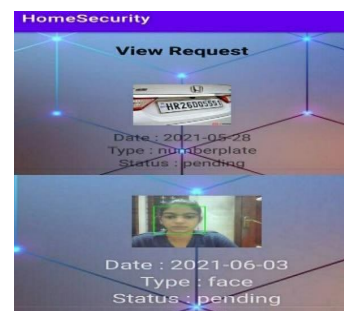 HomeSecurity
View Request
Date : 2021-05-28
Type : numberplate
Status : pending
Date : 2021-06-03
Type : face
Status : pending